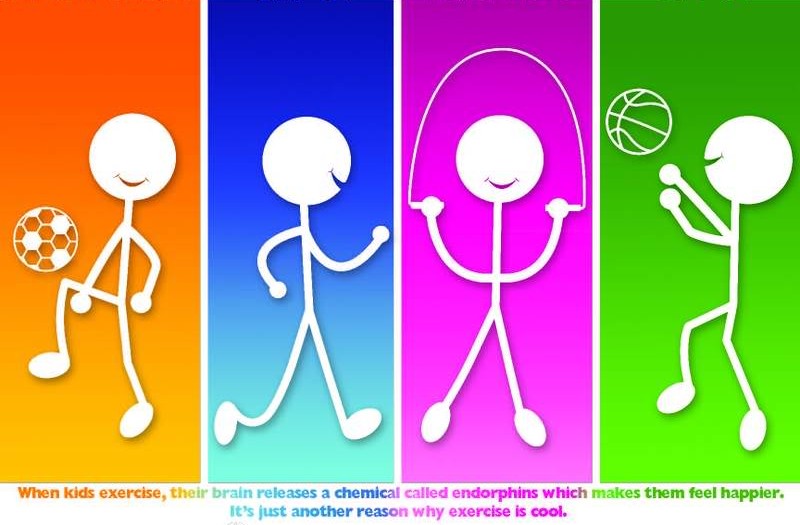 When kids exercise, their brain releases a chemical called endorphins which makes them feel happier.
It's just another reason why exercise is cool.